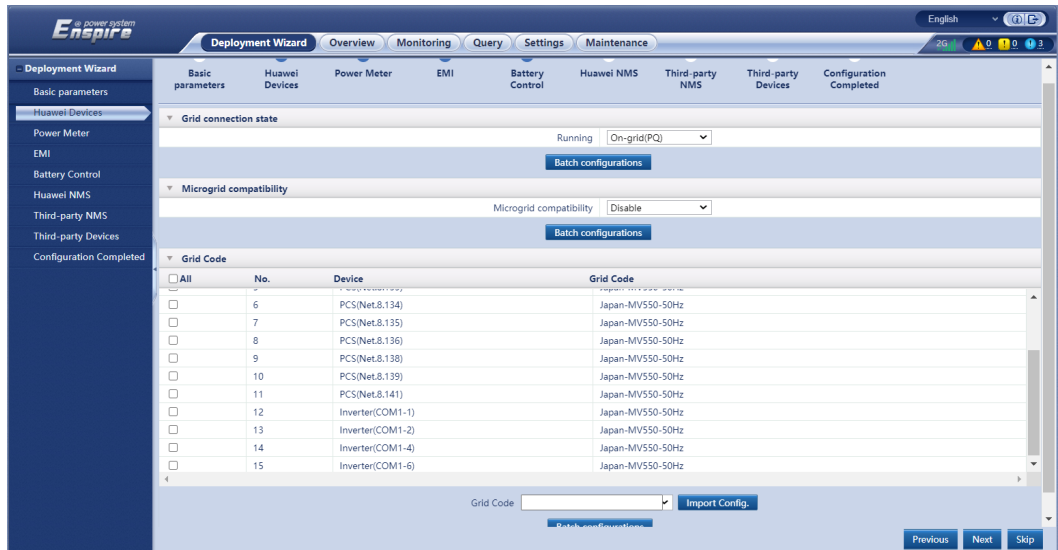 e power system
Enspire
English
Deployment Wizard Overview Monitoring Query Settings Maintenance
2G 0 0 3
Deployment Wizard
Basic parameters
Huawei Devices
Power Meter
EMI
Battery Control
Huawei NMS
Third-party NMS
Third-party Devices
Configuration Completed
Basic parameters Huawei Devices Power Meter EMI Battery Control Huawei NMS Third-party NMS Third-party Devices Configuration Completed
Grid connection state
Running On-grid(PQ)
Batch configurations
Microgrid compatibility
Microgrid compatibility Disable
Batch configurations
Grid Code
All No. Device Grid Code
6 PCS(Net.8.134) Japan-MV550-50Hz
7 PCS(Net.8.135) Japan-MV550-50Hz
8 PCS(Net.8.136) Japan-MV550-50Hz
9 PCS(Net.8.138) Japan-MV550-50Hz
10 PCS(Net.8.139) Japan-MV550-50Hz
11 PCS(Net.8.141) Japan-MV550-50Hz
12 Inverter(COM1-1) Japan-MV550-50Hz
13 Inverter(COM1-2) Japan-MV550-50Hz
14 Inverter(COM1-4) Japan-MV550-50Hz
15 Inverter(COM1-6) Japan-MV550-50Hz
Grid Code Import Config.
Batch configurations
Previous Next Skip